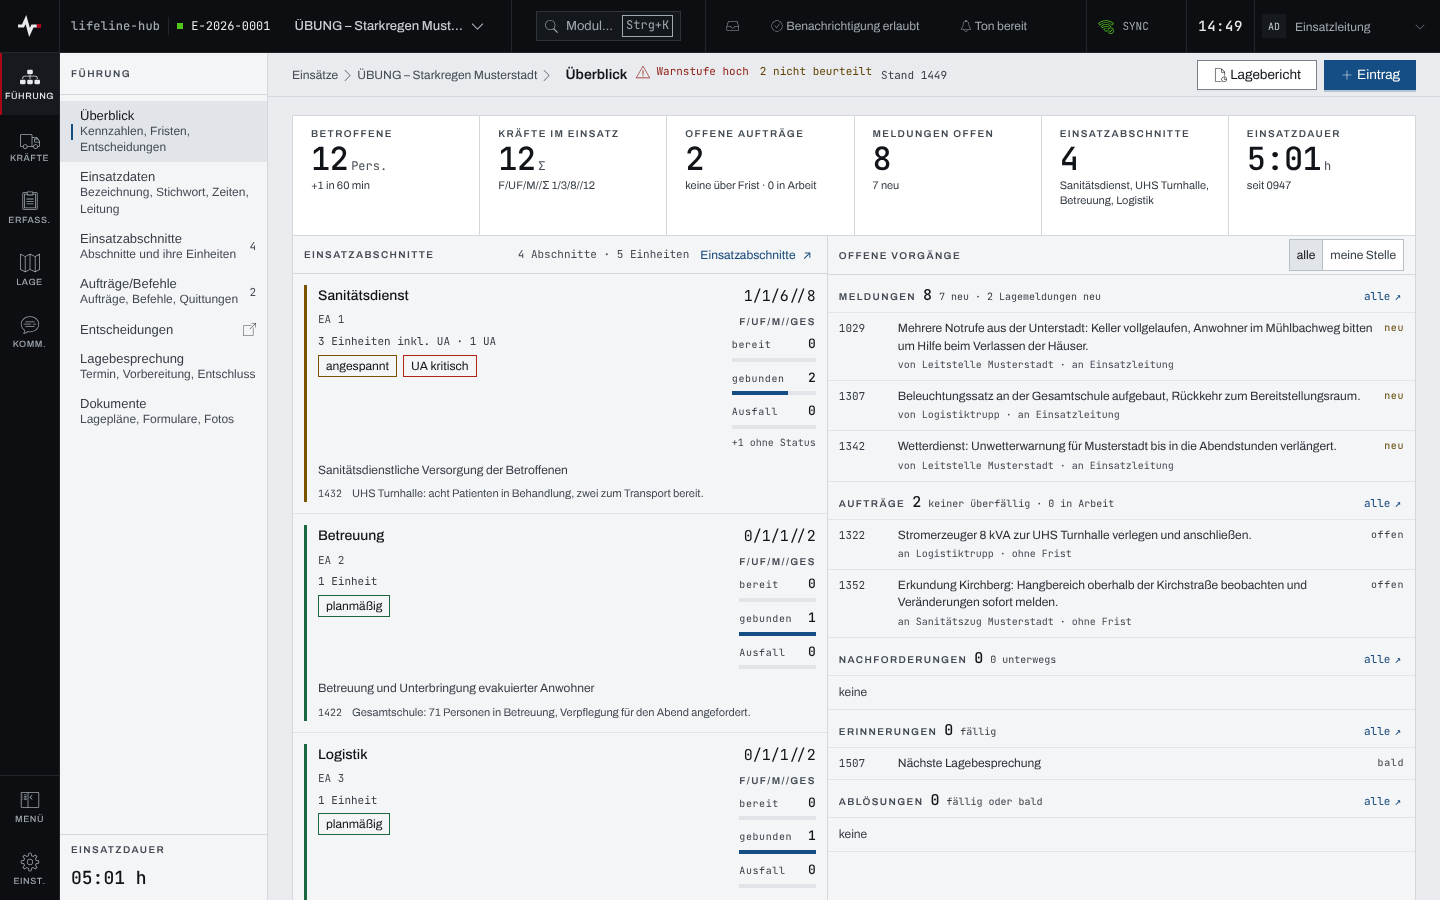 lifeline-hub
E-2026-0001
ÜBUNG – Starkregen Must...
Modul...
Strg+K
Benachrichtigung erlaubt
Ton bereit
SYNC
14:49
AD
Einsatzleitung
FÜHRUNG
KRÄFTE
ERFASS.
LAGE
KOMM.
MENÜ
EINST.
FÜHRUNG
Überblick
Kennzahlen, Fristen,
Entscheidungen
Einsatzdaten
Bezeichnung, Stichwort, Zeiten,
Leitung
Einsatzabschnitte
Abschnitte und ihre Einheiten
4
Aufträge/Befehle
Aufträge, Befehle, Quittungen
2
Entscheidungen
Lagebesprechung
Termin, Vorbereitung, Entschluss
Dokumente
Lagepläne, Formulare, Fotos
EINSATZDAUER
05:01 h
Einsätze
ÜBUNG – Starkregen Musterstadt
Überblick
Warnstufe hoch
2 nicht beurteilt
Stand 1449
Lagebericht
+ Eintrag
BETROFFENE
12 Pers.
+1 in 60 min
KRÄFTE IM EINSATZ
12 Σ
F/UF/M//Σ 1/3/8//12
OFFENE AUFTRÄGE
2
keine über Frist · 0 in Arbeit
MELDUNGEN OFFEN
8
7 neu
EINSATZABSCHNITTE
4
Sanitätsdienst, UHS Turnhalle,
Betreuung, Logistik
EINSATZDAUER
5:01 h
seit 0947
EINSATZABSCHNITTE
4 Abschnitte · 5 Einheiten
Einsatzabschnitte ↗
Sanitätsdienst
1/1/6//8
EA 1
F/UF/M//GES
3 Einheiten inkl. UA · 1 UA
angespannt
UA kritisch
bereit 0
gebunden 2
Ausfall 0
+1 ohne Status
Sanitätsdienstliche Versorgung der Betroffenen
1432 UHS Turnhalle: acht Patienten in Behandlung, zwei zum Transport bereit.
Betreuung
0/1/1//2
EA 2
F/UF/M//GES
1 Einheit
planmäßig
bereit 0
gebunden 1
Ausfall 0
Betreuung und Unterbringung evakuierter Anwohner
1422 Gesamtschule: 71 Personen in Betreuung, Verpflegung für den Abend angefordert.
Logistik
0/1/1//2
EA 3
F/UF/M//GES
1 Einheit
planmäßig
bereit 0
gebunden 1
Ausfall 0
OFFENE VORGÄNGE
alle
meine Stelle
MELDUNGEN 8 7 neu · 2 Lagemeldungen neu
alle ↗
1029 Mehrere Notrufe aus der Unterstadt: Keller vollgelaufen, Anwohner im Mühlbachweg bitten neu
um Hilfe beim Verlassen der Häuser.
von Leitstelle Musterstadt · an Einsatzleitung
1307 Beleuchtungssatz an der Gesamtschule aufgebaut, Rückkehr zum Bereitstellungsraum. neu
von Logistiktrupp · an Einsatzleitung
1342 Wetterdienst: Unwetterwarnung für Musterstadt bis in die Abendstunden verlängert. neu
von Leitstelle Musterstadt · an Einsatzleitung
AUFTRÄGE 2 keiner überfällig · 0 in Arbeit
alle ↗
1322 Stromerzeuger 8 kVA zur UHS Turnhalle verlegen und anschließen. offen
an Logistiktrupp · ohne Frist
1352 Erkundung Kirchberg: Hangbereich oberhalb der Kirchstraße beobachten und offen
Veränderungen sofort melden.
an Sanitätszug Musterstadt · ohne Frist
NACHFORDERUNGEN 0 0 unterwegs
alle ↗
keine
ERINNERUNGEN 0 fällig
alle ↗
1507 Nächste Lagebesprechung bald
ABLÖSUNGEN 0 fällig oder bald
alle ↗
keine